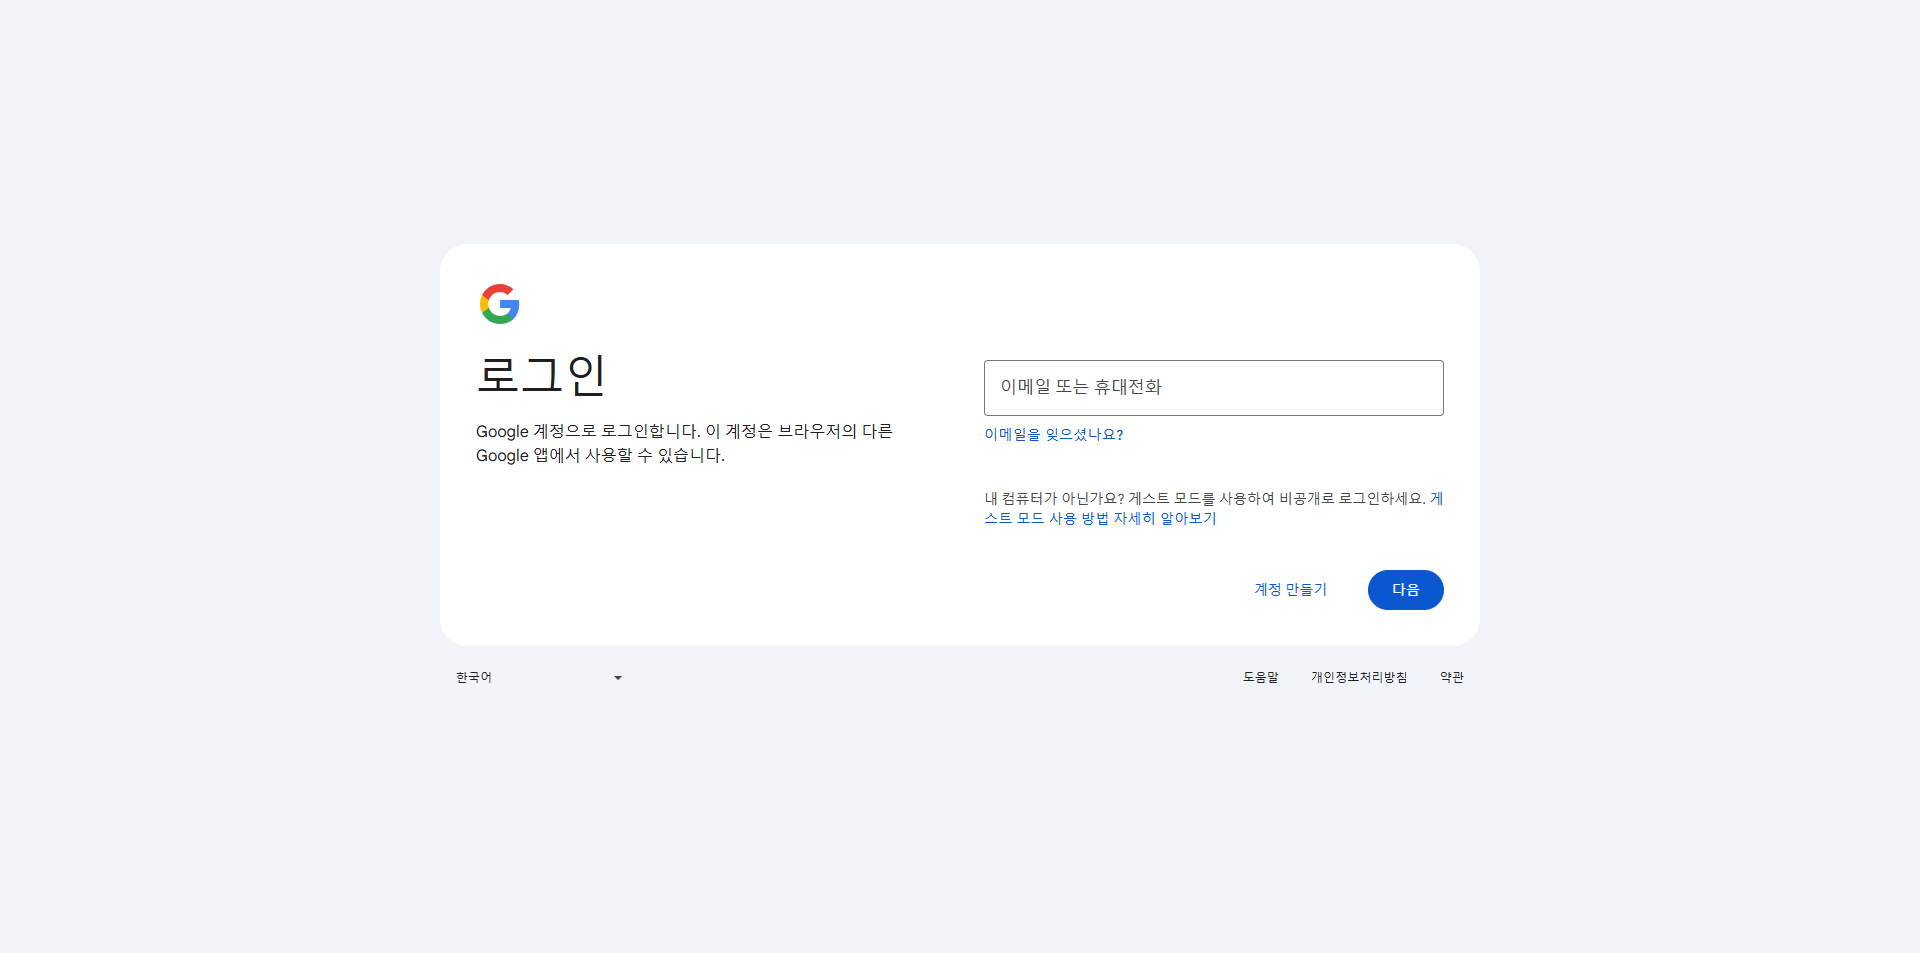 로그인
Google 계정으로 로그인합니다. 이 계정은 브라우저의 다른
Google 앱에서 사용할 수 있습니다.
이메일 또는 휴대전화
이메일을 잊으셨나요?
내 컴퓨터가 아닌가요? 게스트 모드를 사용하여 비공개로 로그인하세요. 게
스트 모드 사용 방법 자세히 알아보기
계정 만들기
다음
한국어
도움말
개인정보처리방침
약관